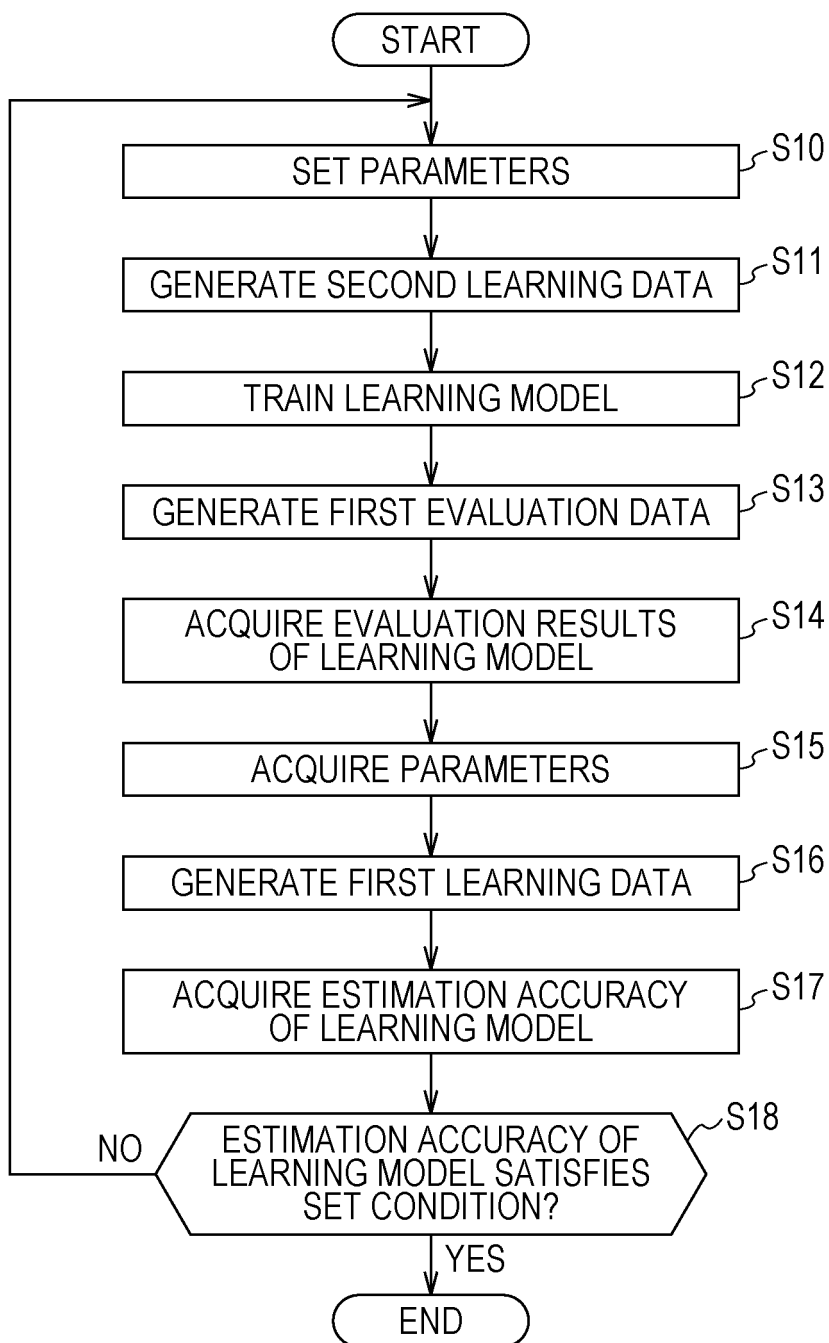 START
SET PARAMETERS
S10
GENERATE SECOND LEARNING DATA
S11
TRAIN LEARNING MODEL
S12
GENERATE FIRST EVALUATION DATA
S13
ACQUIRE EVALUATION RESULTS
OF LEARNING MODEL
S14
ACQUIRE PARAMETERS
S15
GENERATE FIRST LEARNING DATA
S16
ACQUIRE ESTIMATION ACCURACY
OF LEARNING MODEL
S17
ESTIMATION ACCURACY OF
LEARNING MODEL SATISFIES
SET CONDITION?
S18
NO
YES
END